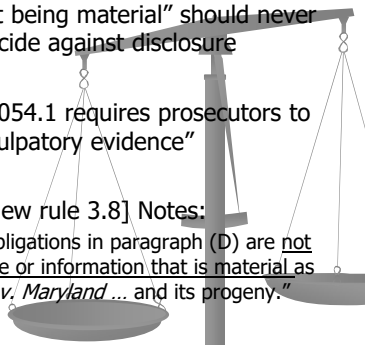 t being material” should never
cide against disclosure
054.1 requires prosecutors to
ulpatory evidence”
ew rule 3.8] Notes:
bligations in paragraph (D) are not
e or information that is material as
v. Maryland … and its progeny.”